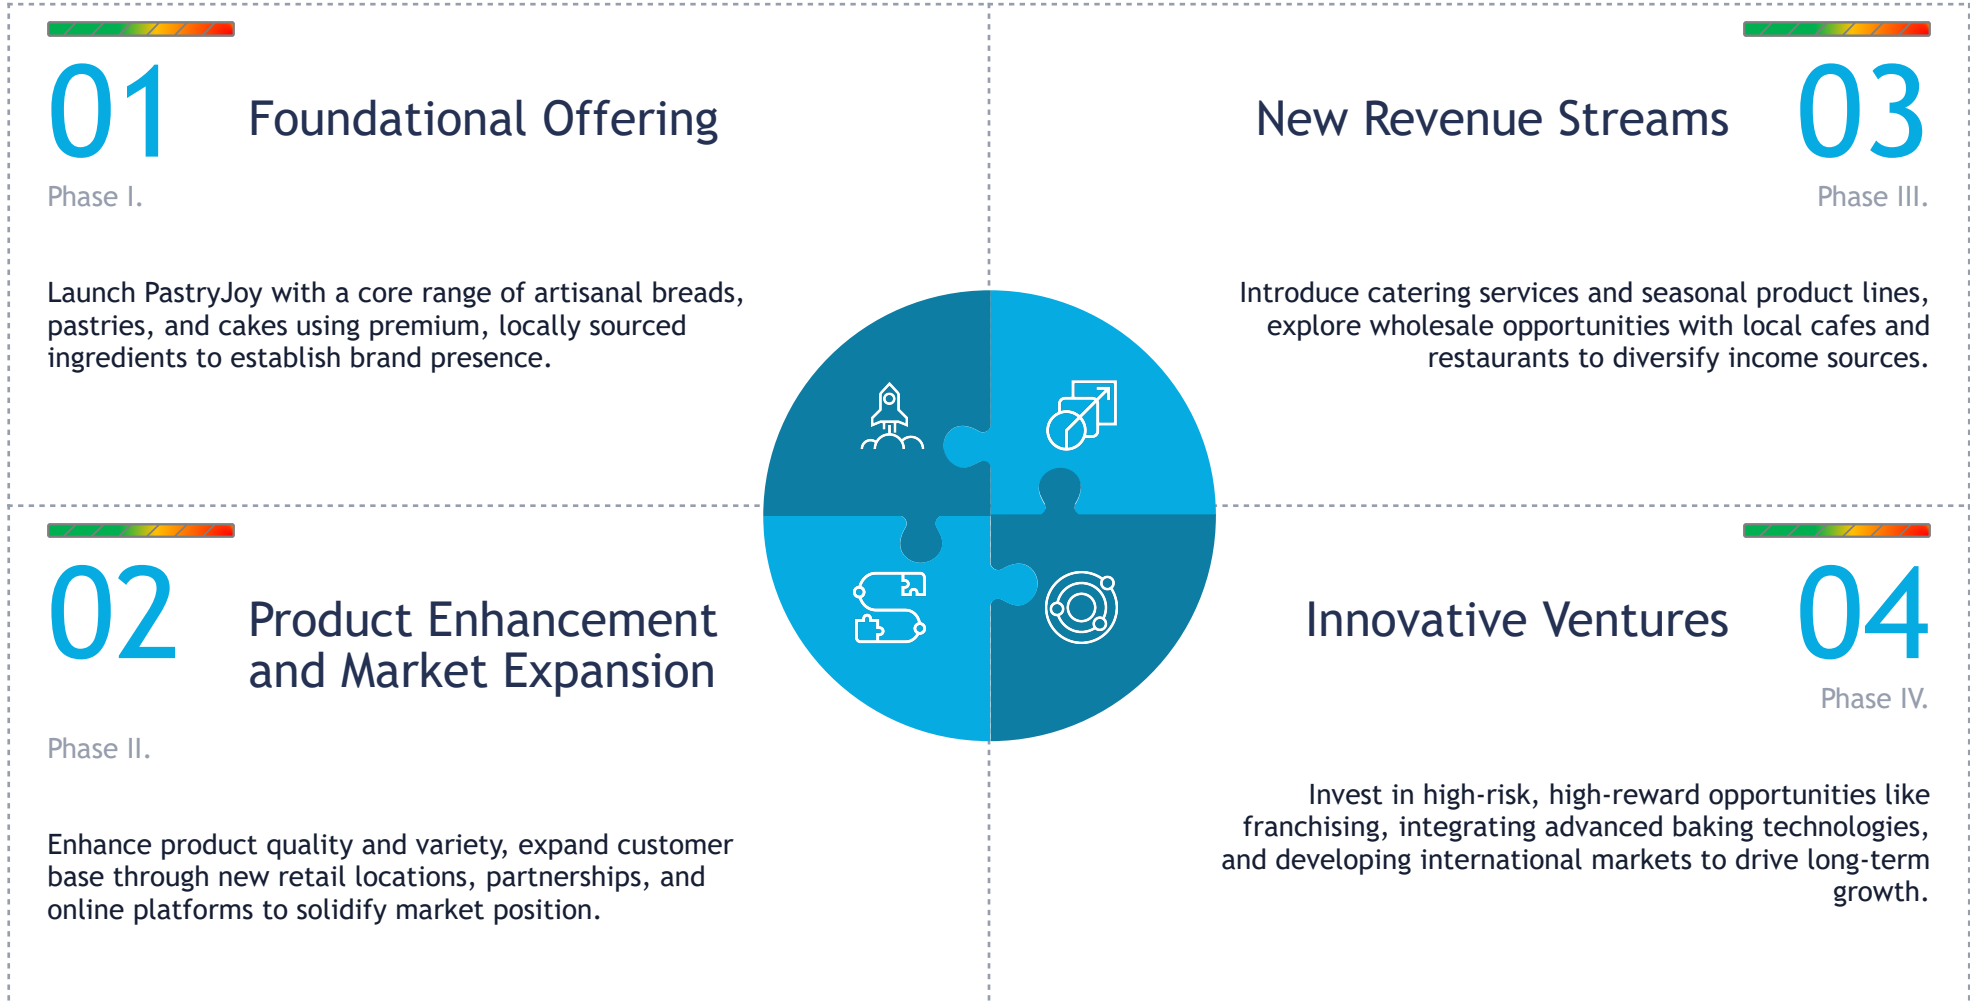 01
Foundational Offering
Phase I.
Launch PastryJoy with a core range of artisanal breads,
pastries, and cakes using premium, locally sourced
ingredients to establish brand presence.
02
Product Enhancement
and Market Expansion
Phase II.
Enhance product quality and variety, expand customer
base through new retail locations, partnerships, and
online platforms to solidify market position.
New Revenue Streams
03
Phase III.
Introduce catering services and seasonal product lines,
explore wholesale opportunities with local cafes and
restaurants to diversify income sources.
Innovative Ventures
04
Phase IV.
Invest in high-risk, high-reward opportunities like
franchising, integrating advanced baking technologies,
and developing international markets to drive long-term
growth.